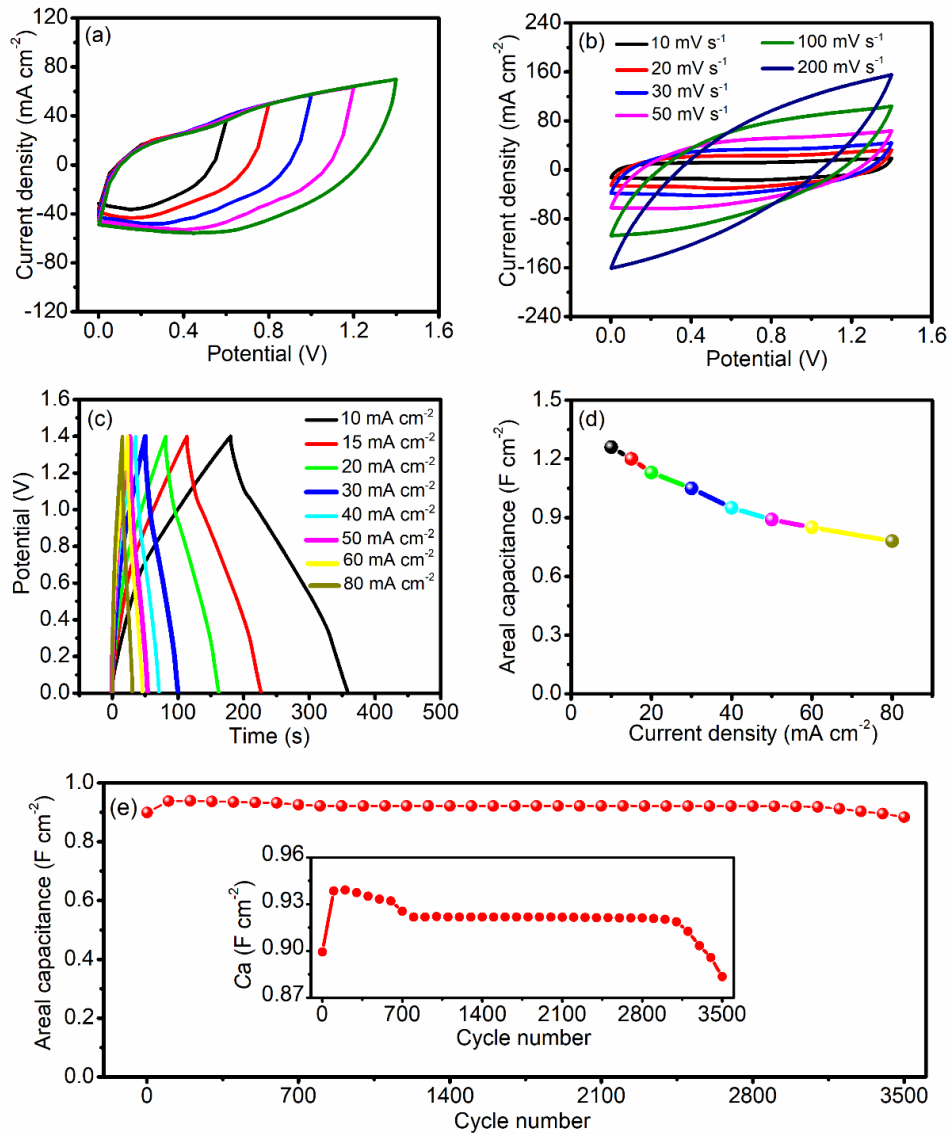 (a)
Current density (mA cm-2)
120
80
40
0
-40
-80
-120
0.0 0.4 0.8 1.2 1.6
Potential (V)
(b)
10 mV s-1
20 mV s-1
30 mV s-1
50 mV s-1
100 mV s-1
200 mV s-1
Current density (mA cm-2)
240
160
80
0
-80
-160
-240
0.0 0.4 0.8 1.2 1.6
Potential (V)
(c)
10 mA cm-2
15 mA cm-2
20 mA cm-2
30 mA cm-2
40 mA cm-2
50 mA cm-2
60 mA cm-2
80 mA cm-2
Potential (V)
1.6
1.4
1.2
1.0
0.8
0.6
0.4
0.2
0.0
0 100 200 300 400 500
Time (s)
(d)
Areal capacitance (F cm-2)
1.5
1.2
0.9
0.6
0.3
0.0
0 20 40 60 80
Current density (mA cm-2)
(e)
Areal capacitance (F cm-2)
1.0
0.8
0.6
0.4
0.2
0.0
Ca (F cm-2)
0.96
0.93
0.90
0.87
0 700 1400 2100 2800 3500
Cycle number
0 700 1400 2100 2800 3500
Cycle number